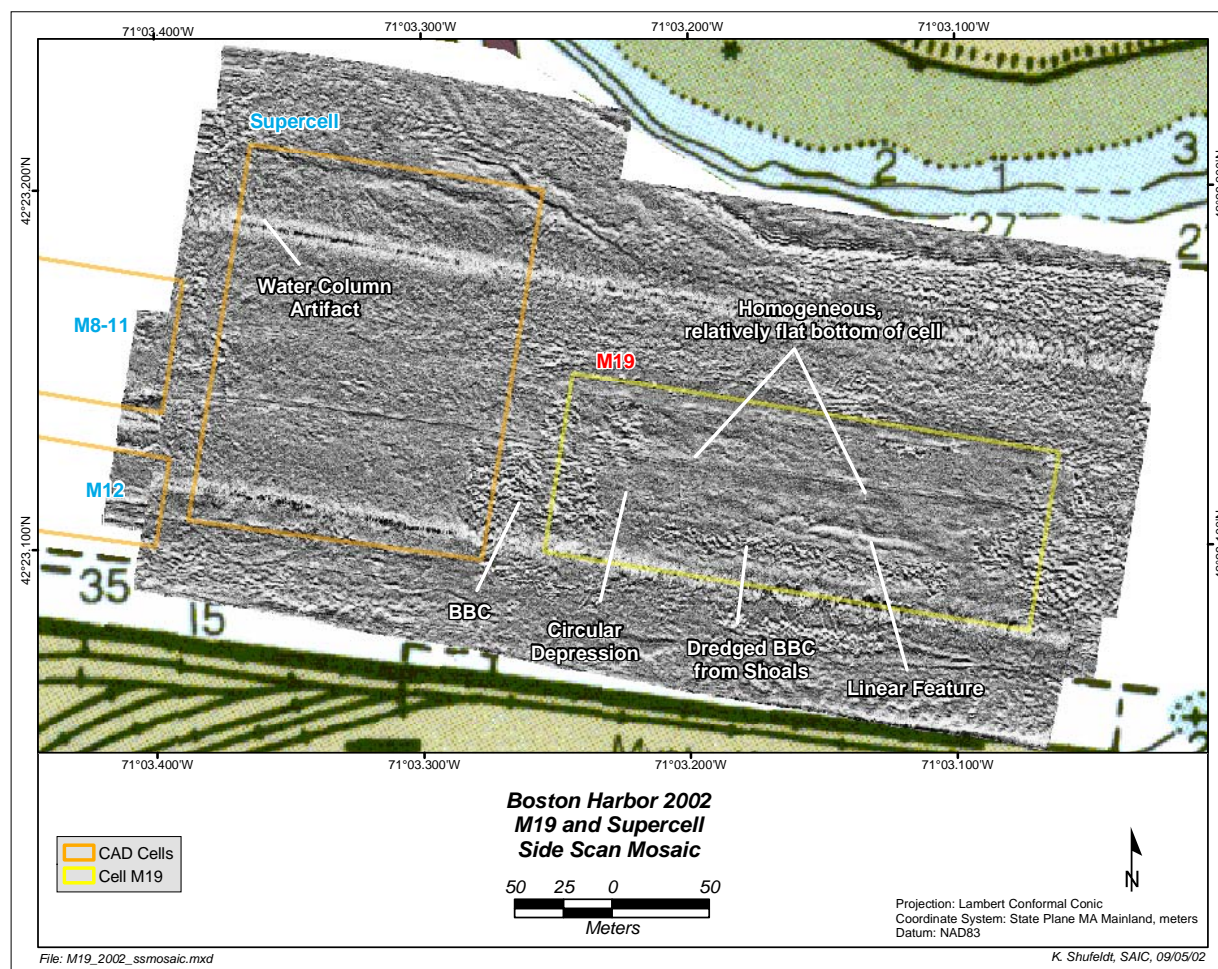 71°03.400'W 71°03.300'W 71°03.200'W 71°03.100'W
42°23.200'N
42°23.100'N
Supercell
Water Column
Artifact
M8-11
M12
M19
Homogeneous,
relatively flat bottom of cell
2
1
3
27
35
15
BBC
Circular
Depression
Dredged BBC
from Shoals
Linear Feature
71°03.400'W 71°03.300'W 71°03.200'W 71°03.100'W
Boston Harbor 2002
M19 and Supercell
Side Scan Mosaic
50 25 0 50
Meters
CAD Cells
Cell M19
N
Projection: Lambert Conformal Conic
Coordinate System: State Plane MA Mainland, meters
Datum: NAD83
File: M19_2002_ssmosaic.mxd
K. Shufeldt, SAIC, 09/05/02